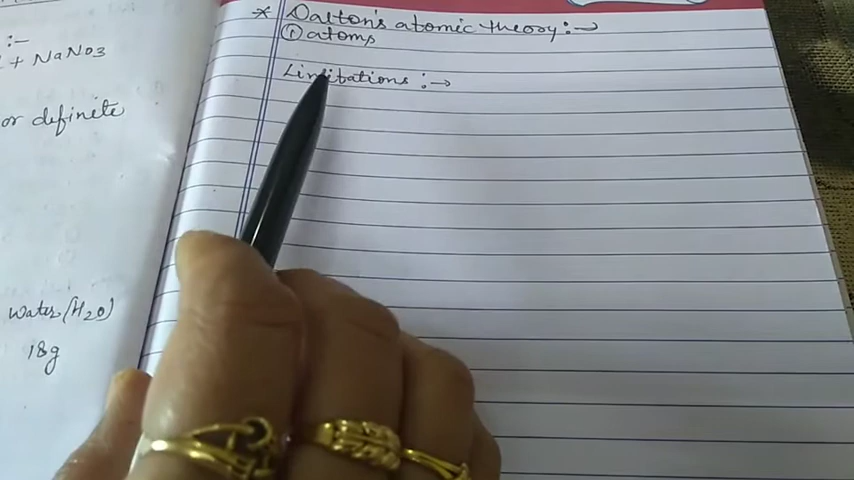 :-
+ NaNO3
or definite
Water (H2O)
18g
* Dalton's atomic theory :→
① atoms
Limitations :→